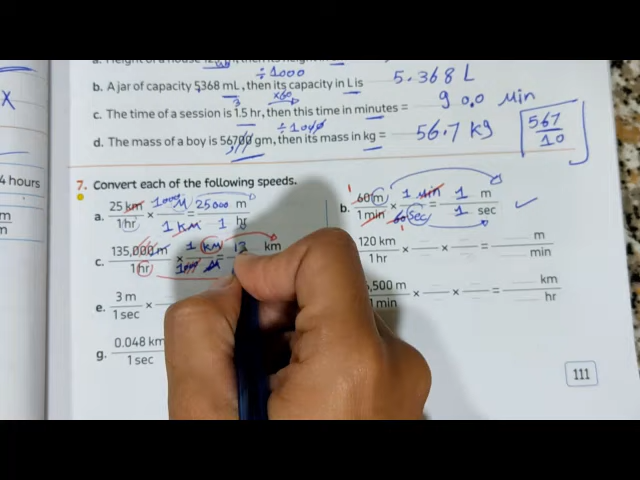 b. A jar of capacity 5368 mL, then its capacity in L is 5.368 L
÷1000
c. The time of a session is 1.5 hr, then this time in minutes = 90.0 Min
×60
d. The mass of a boy is 56700 gm, then its mass in kg = 56.7 kg
÷1000
567
10
4 hours
m
m
X
7. Convert each of the following speeds.
a. 25 km / 1 hr × 1000 M / 1 KM = 25000 m / 1 hr
b. 60 m / 1 min × 1 min / 60 Sec = 1 m / 1 sec
c. 135,000 m / 1 hr × 1 km
km
120 km / 1 hr × = m / min
e. 3 m / 1 sec ×
,500 m / 1 min × × = km / hr
g. 0.048 km / 1 sec
111